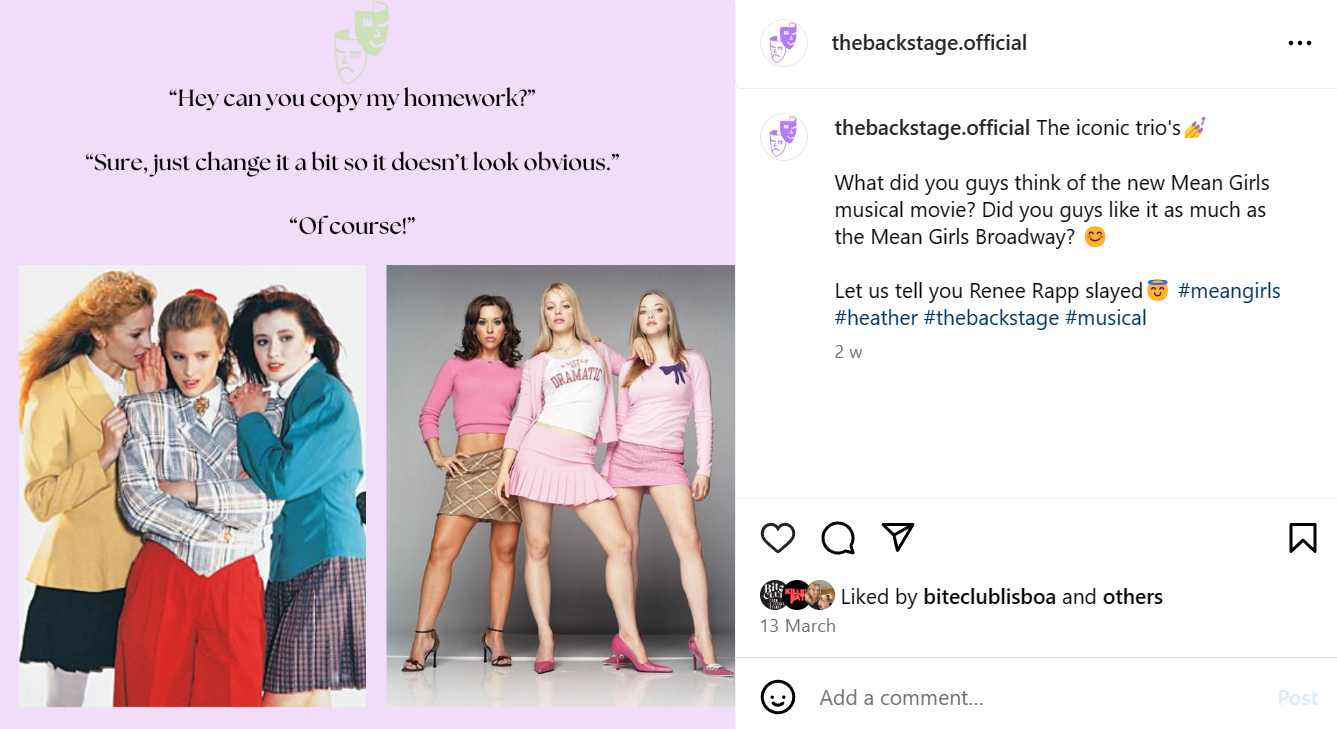 “Hey can you copy my homework?”
“Sure, just change it a bit so it doesn’t look obvious.”
“Of course!”
DRAMATIC
thebackstage.official
thebackstage.official The iconic trio's💅
What did you guys think of the new Mean Girls
musical movie? Did you guys like it as much as
the Mean Girls Broadway? 😊
Let us tell you Renee Rapp slayed😇 #meangirls
#heather #thebackstage #musical
2 w
Liked by biteclublisboa and others
13 March
Add a comment...
Post